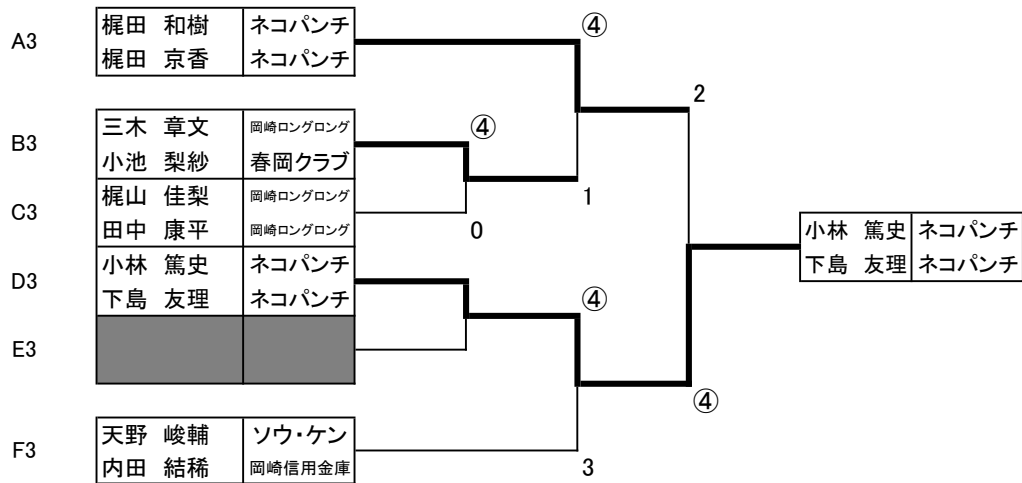 A3
梶田 和樹 ネコパンチ
梶田 京香 ネコパンチ
④
2
B3
三木 章文 岡崎ロングロング
小池 梨紗 春岡クラブ
④
1
C3
梶山 佳梨 岡崎ロングロング
田中 康平 岡崎ロングロング
0
小林 篤史 ネコパンチ
下島 友理 ネコパンチ
D3
小林 篤史 ネコパンチ
下島 友理 ネコパンチ
④
E3
④
F3
天野 峻輔 ソウ・ケン
内田 結稀 岡崎信用金庫
3